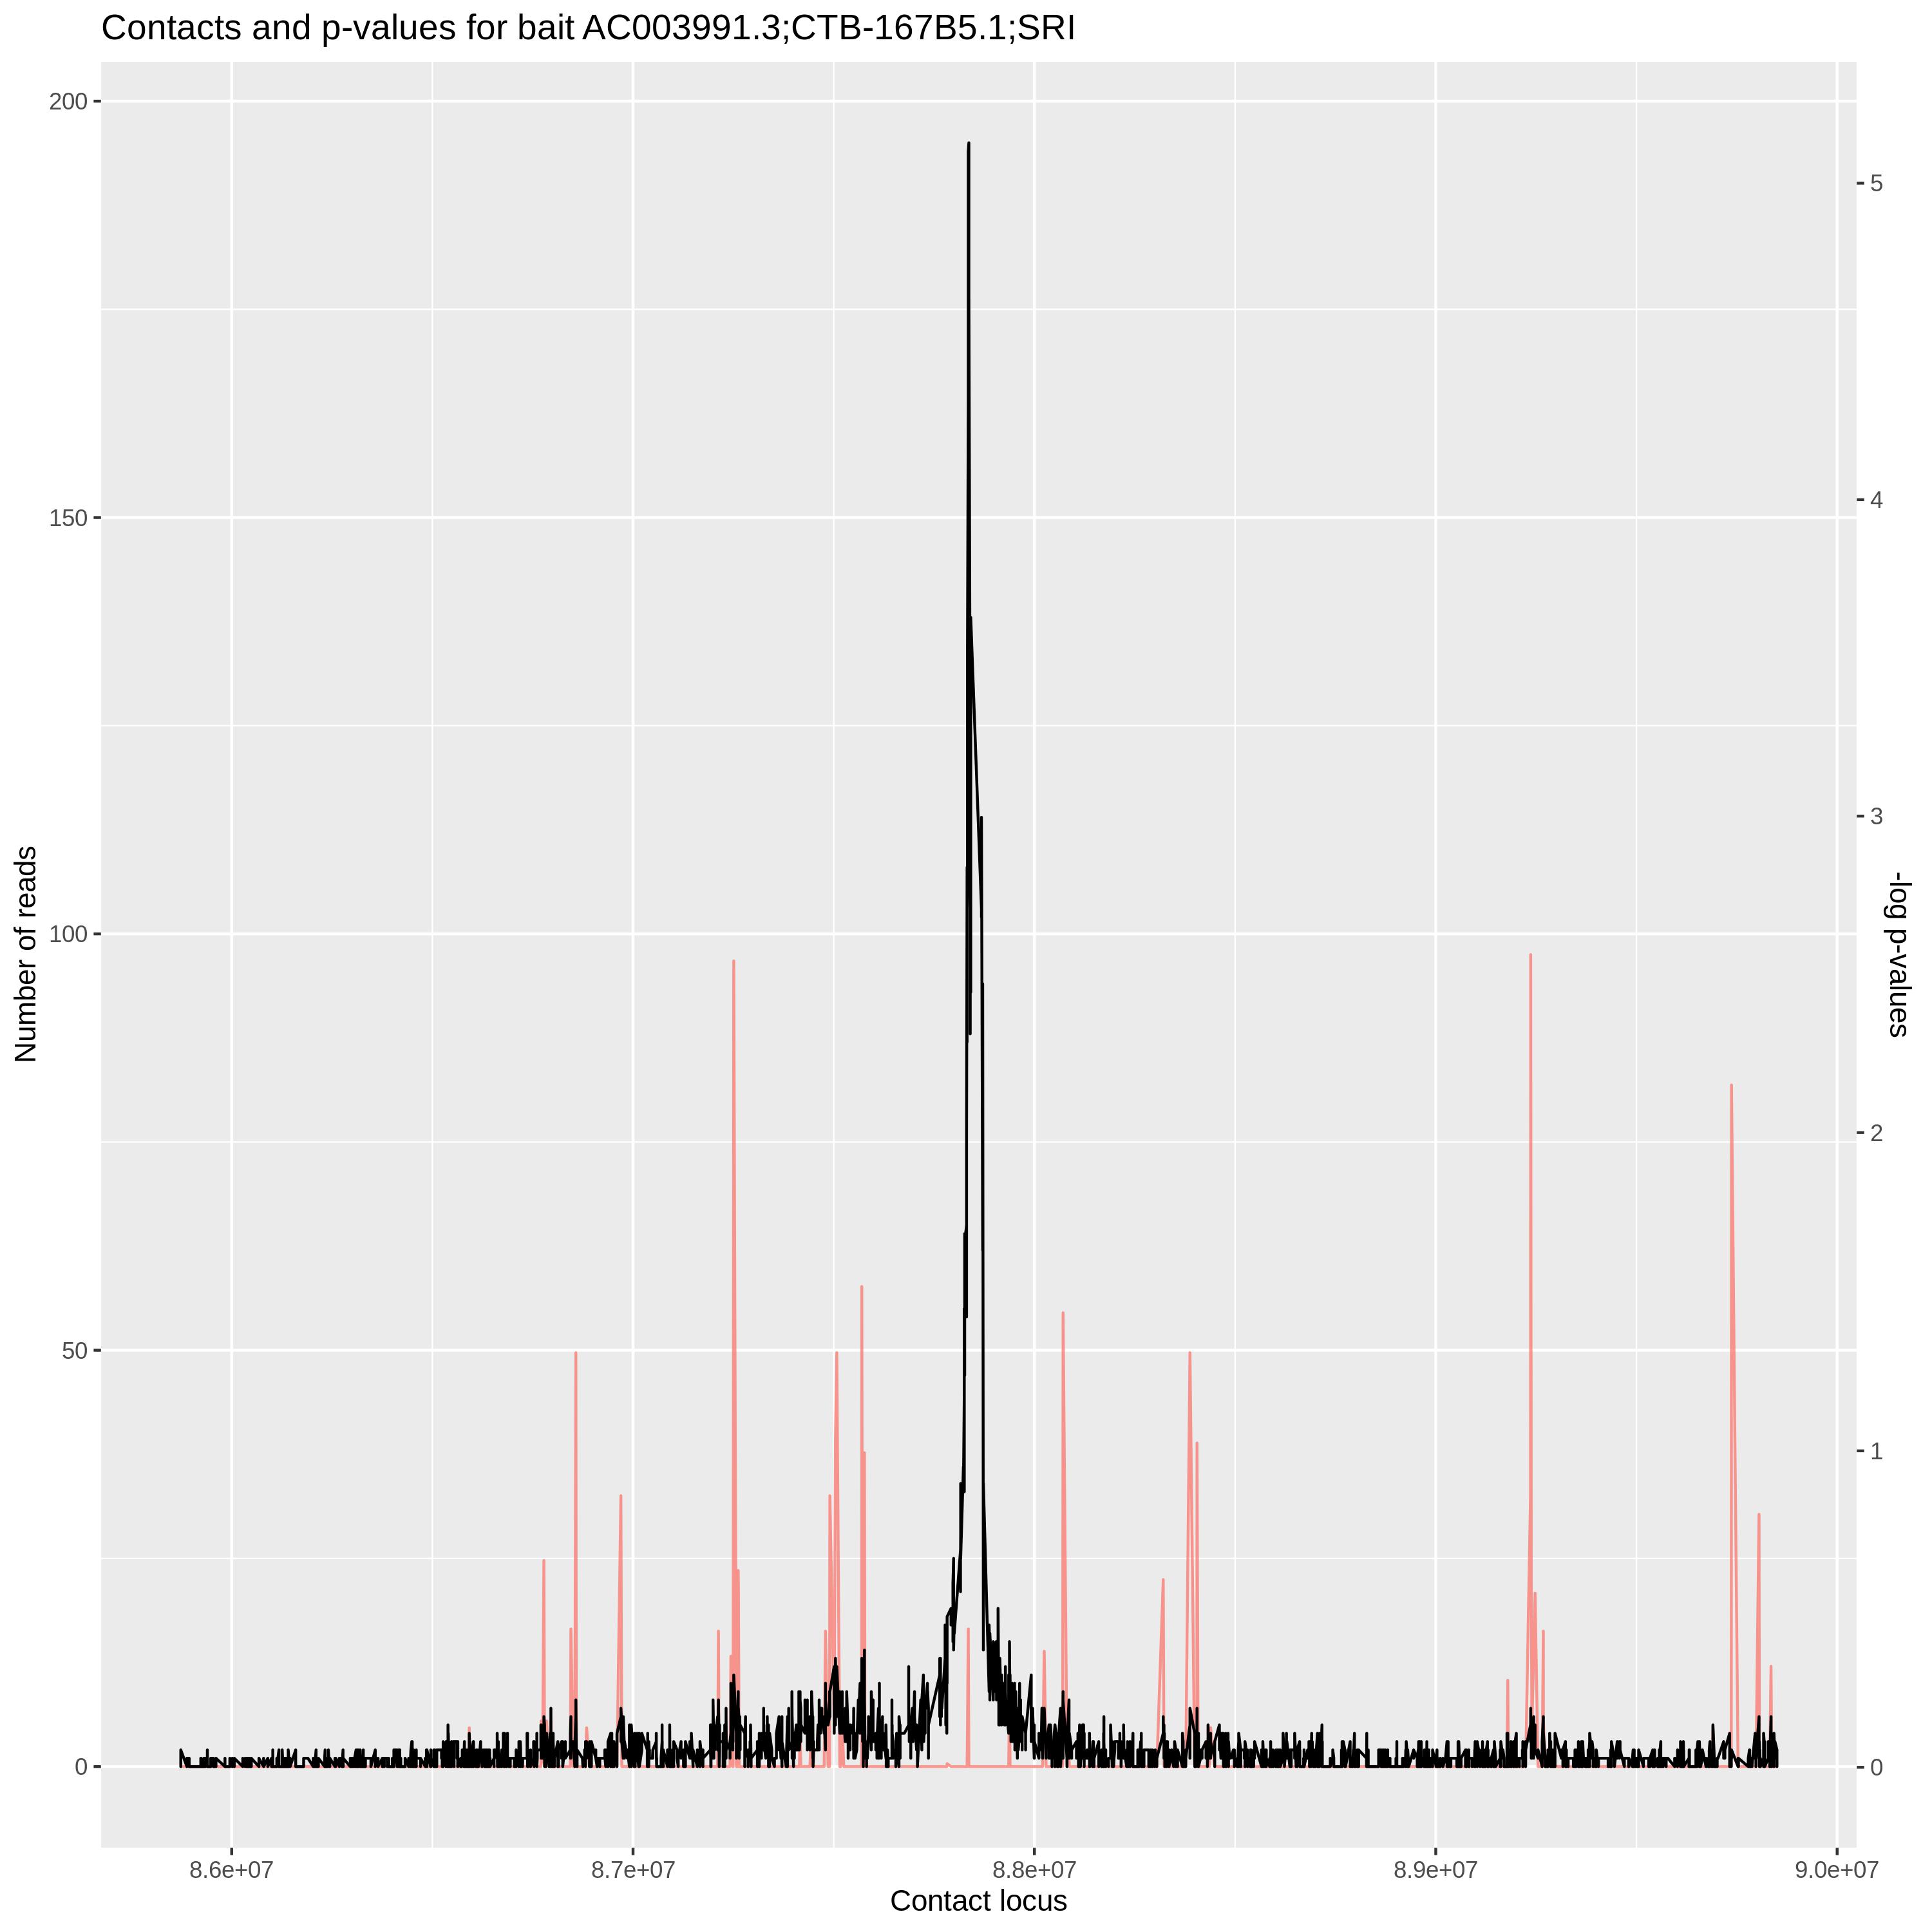 Contacts and p-values for bait AC003991.3;CTB-167B5.1;SRI
200
150
100
50
0
Number of reads
5
4
3
2
1
0
-log p-values
8.6e+07
8.7e+07
8.8e+07
8.9e+07
9.0e+07
Contact locus